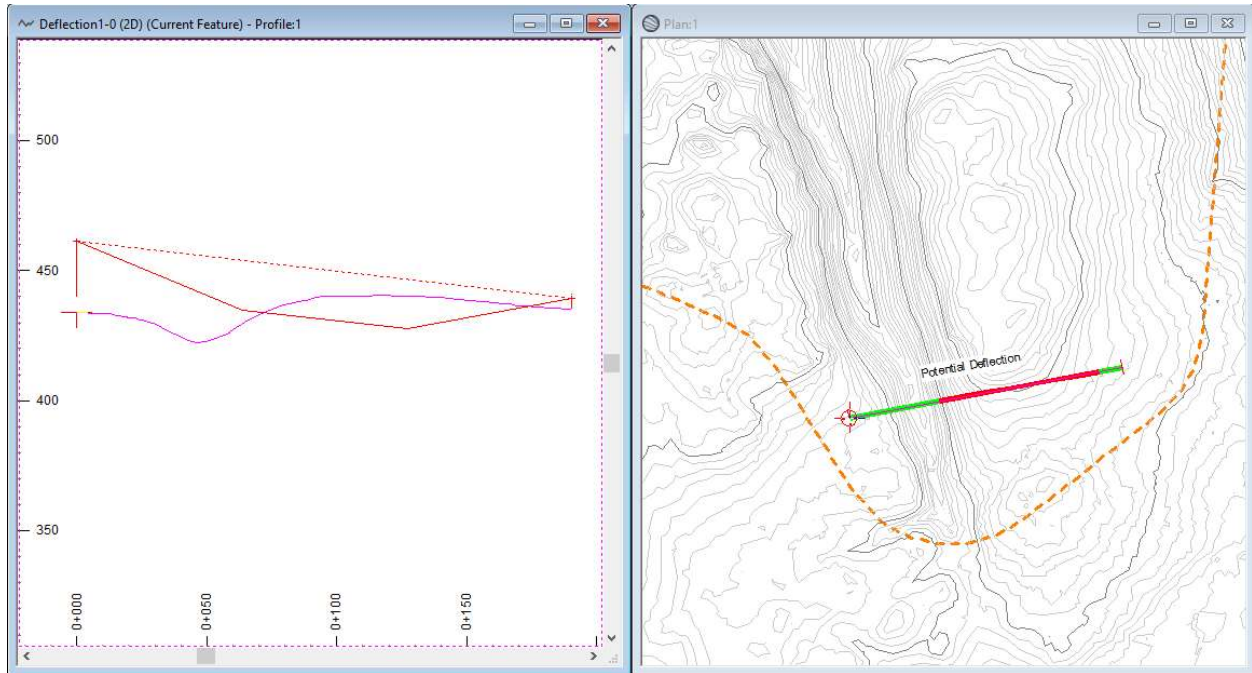 Deflection1-0 (2D) (Current Feature) - Profile:1
500
450
400
350
0+000
0+050
0+100
0+150
Plan:1
Potential Deflection